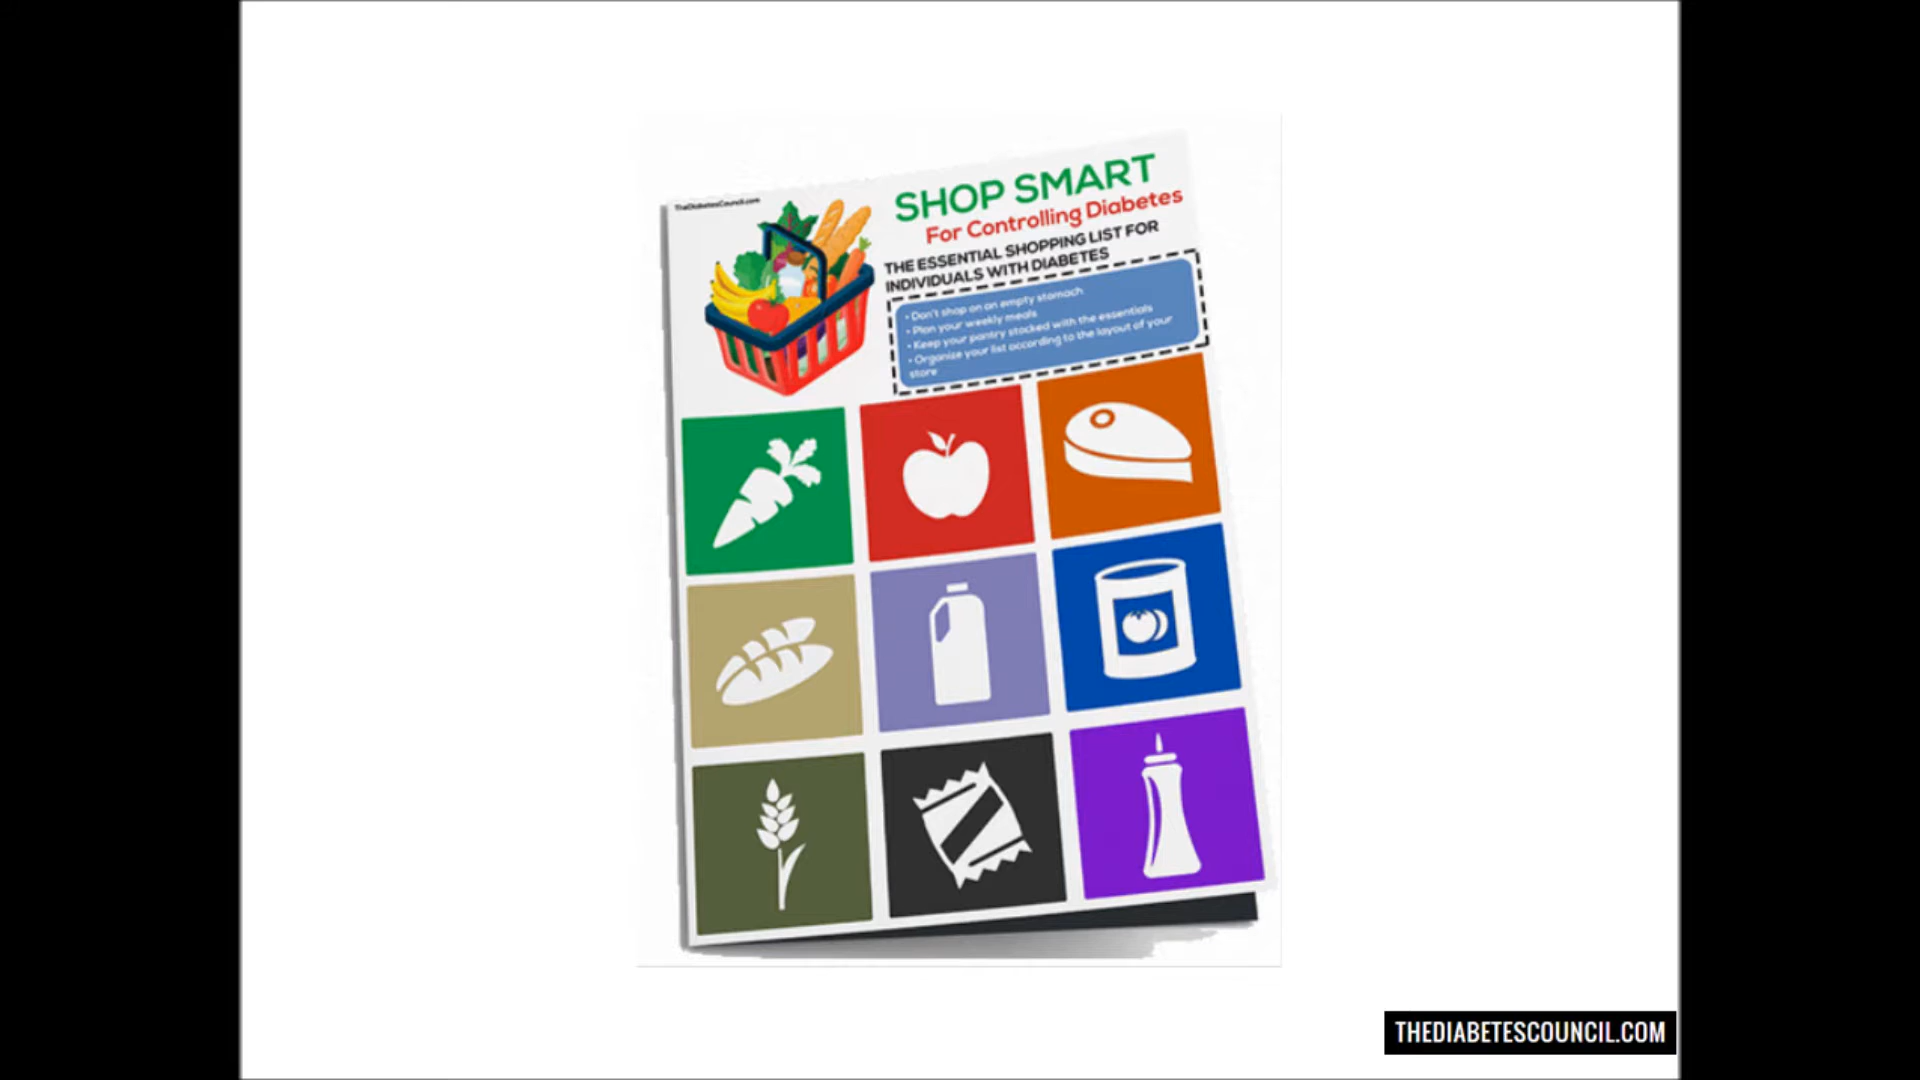 TheDiabetesCouncil.com
SHOP SMART
For Controlling Diabetes
THE ESSENTIAL SHOPPING LIST FOR
INDIVIDUALS WITH DIABETES
• Don't shop on an empty stomach
• Plan your weekly meals
• Keep your pantry stocked with the essentials
• Organise your list according to the layout of your
store
THEDIABETESCOUNCIL.COM